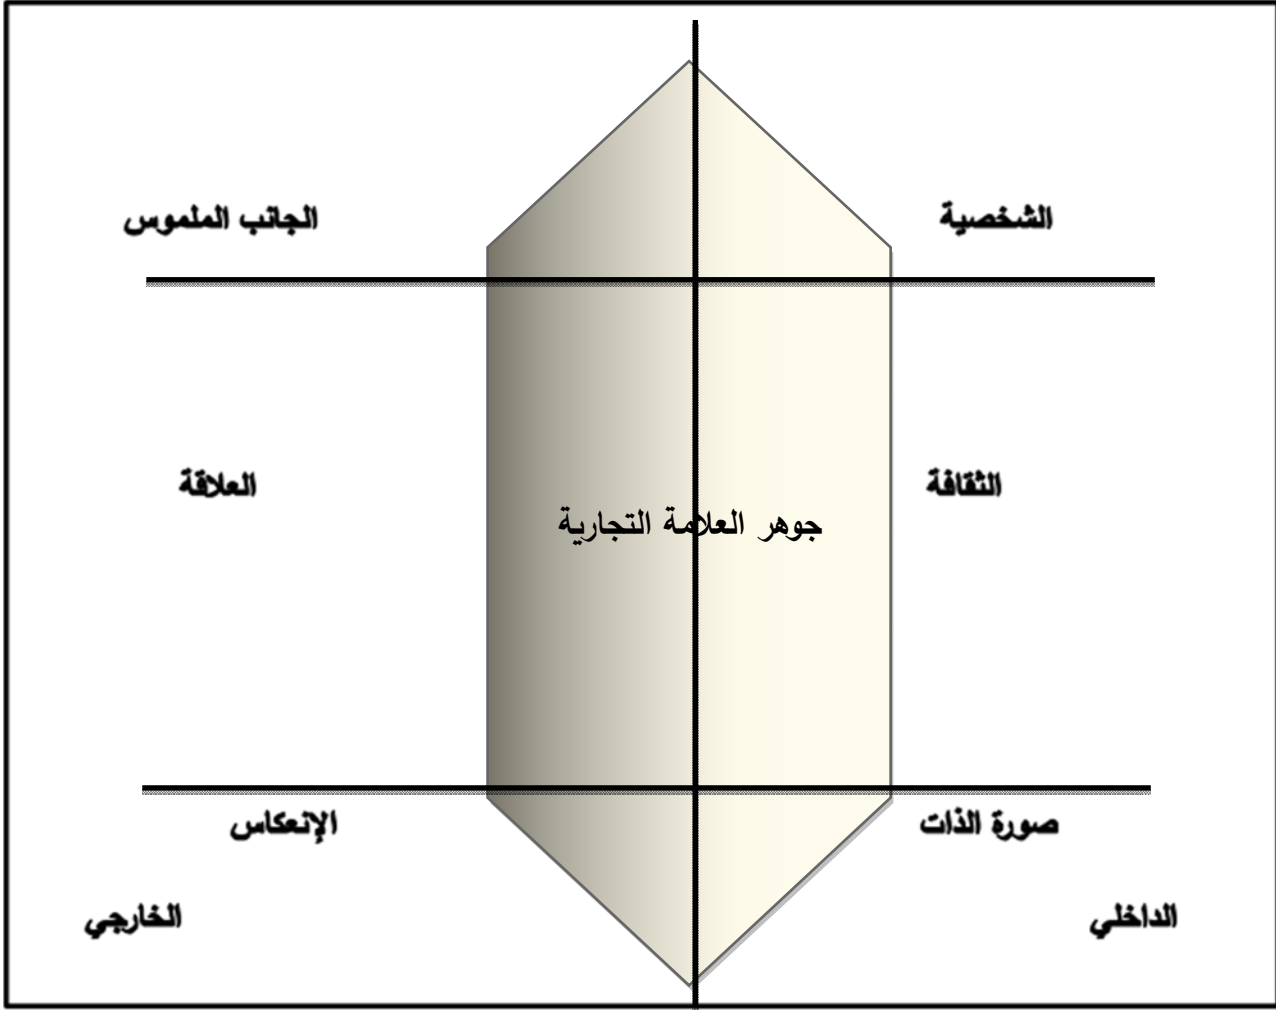 الشخصية
الجانب الملموس
الثقافة
العلاقة
جوهر العلامة التجارية
صورة الذات
الإنعكاس
الداخلي
الخارجي